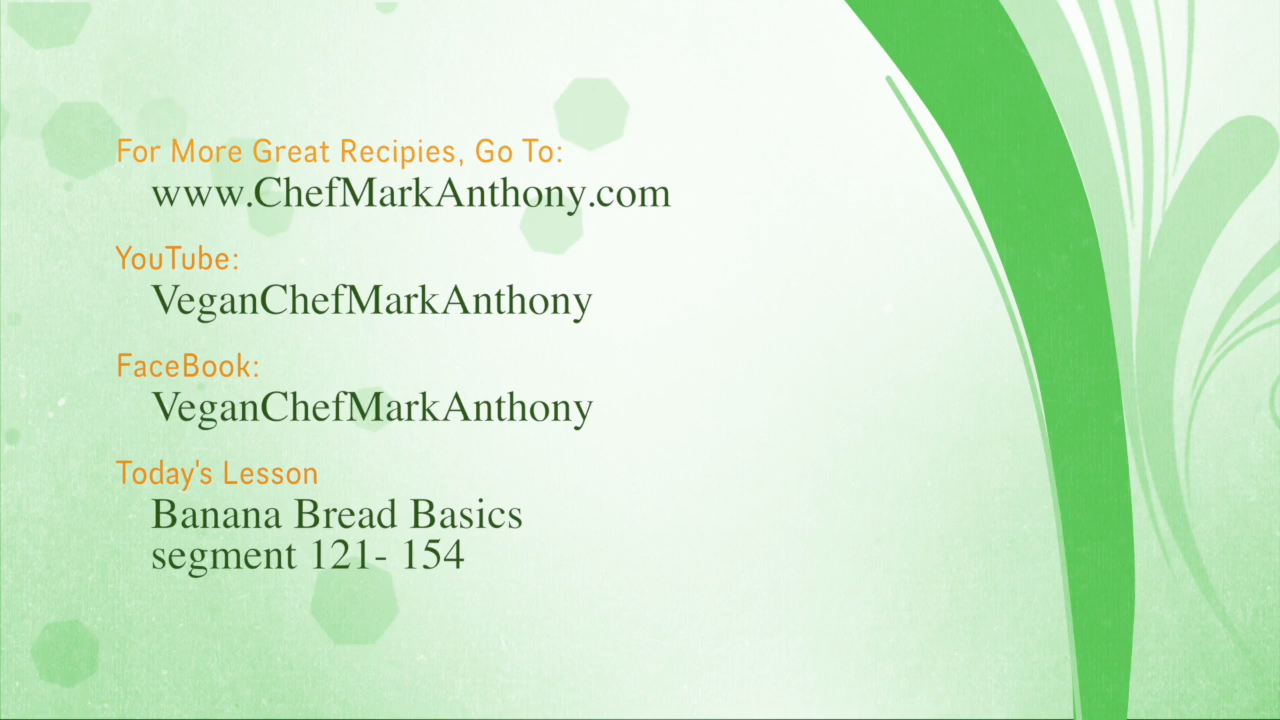 For More Great Recipies, Go To:
www.ChefMarkAnthony.com
YouTube:
VeganChefMarkAnthony
FaceBook:
VeganChefMarkAnthony
Today's Lesson
Banana Bread Basics
segment 121- 154